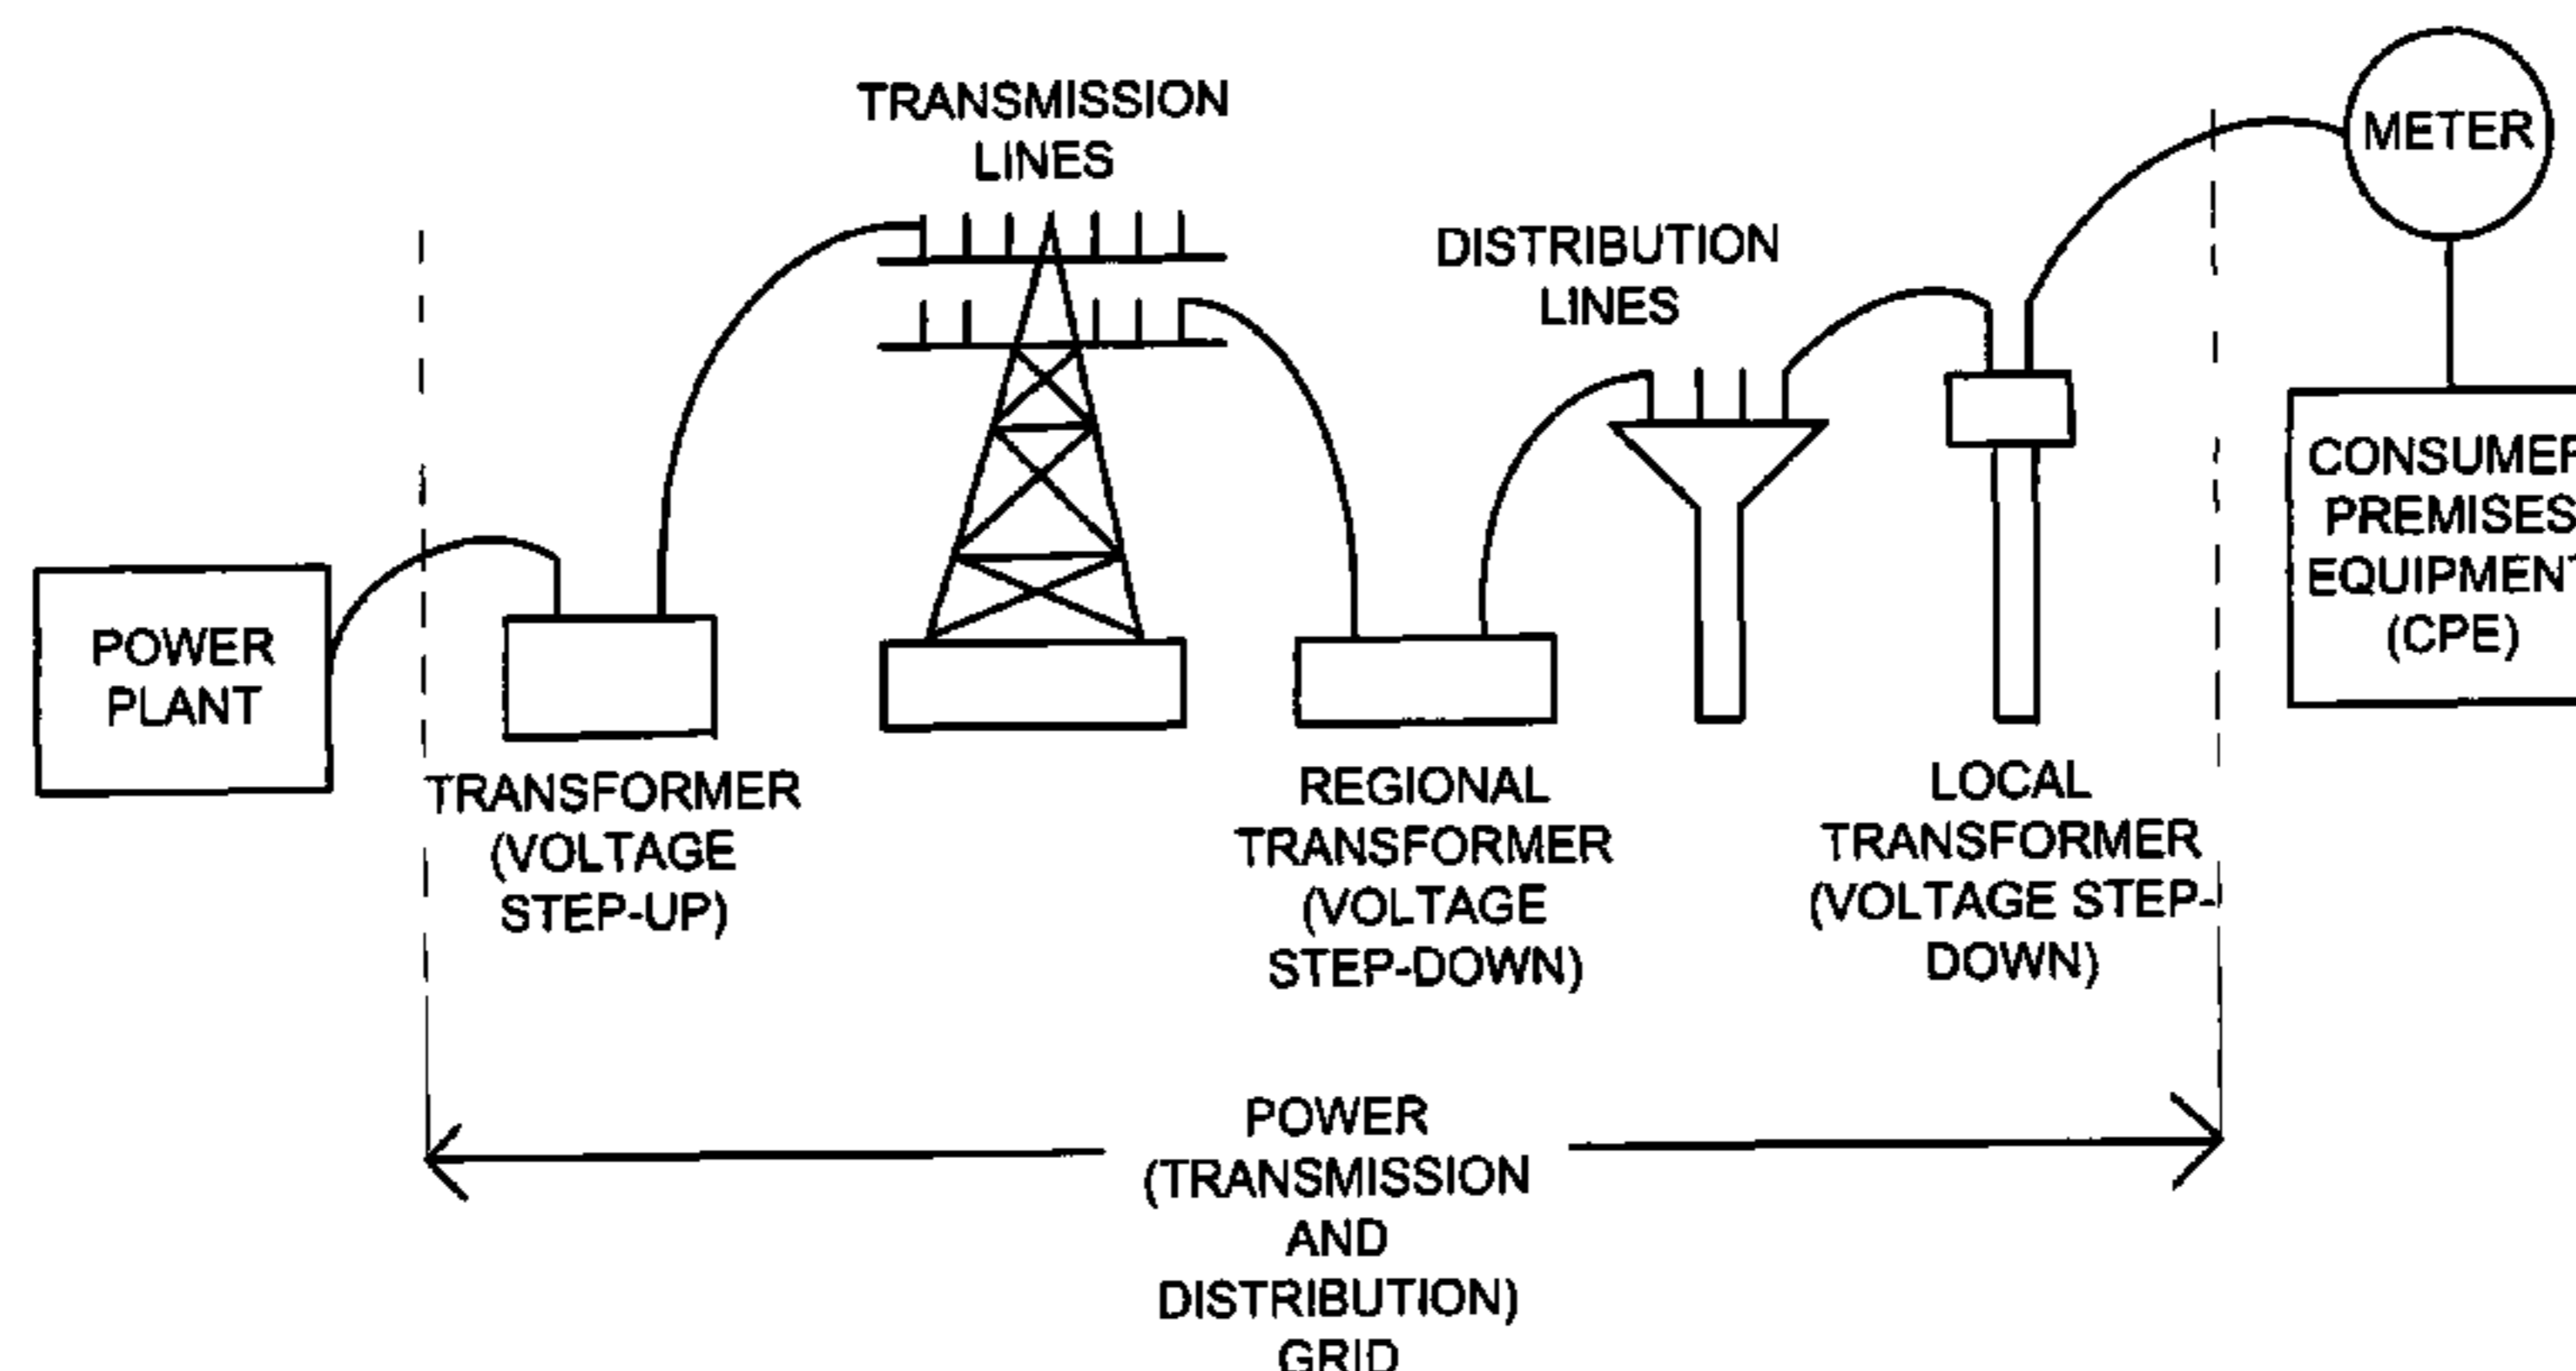 TRANSMISSION
LINES
METER
DISTRIBUTION
LINES
CONSUMER
PREMISES
EQUIPMENT
(CPE)
POWER
PLANT
TRANSFORMER
(VOLTAGE
STEP-UP)
REGIONAL
TRANSFORMER
(VOLTAGE
STEP-DOWN)
LOCAL
TRANSFORMER
(VOLTAGE STEP-
DOWN)
POWER
(TRANSMISSION
AND
DISTRIBUTION)
GRID